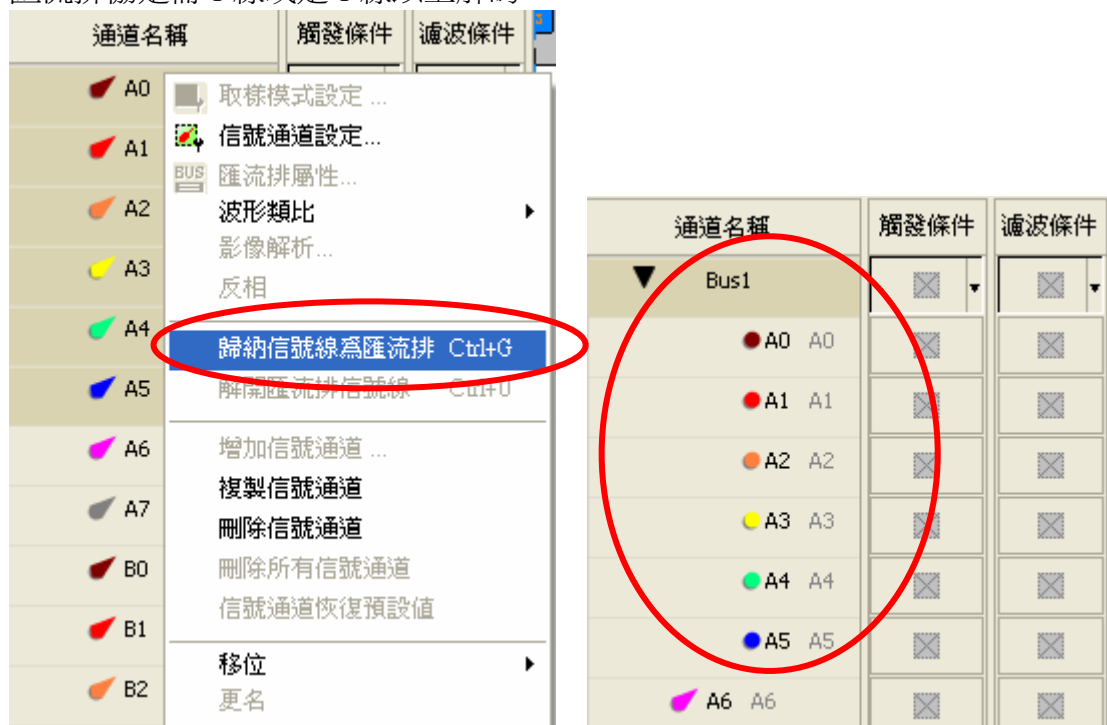 通道名稱 觸發條件 濾波條件
A0
A1
A2
A3
A4
A5
A6
A7
B0
B1
B2
取樣模式設定 ...
信號通道設定...
BUS 匯流排屬性...
波形類比
影像解析...
反相
歸納信號線為匯流排 Ctrl+G
解開匯流排信號線 Ctrl+U
增加信號通道 ...
複製信號通道
刪除信號通道
刪除所有信號通道
信號通道恢復預設值
移位
更名
通道名稱 觸發條件 濾波條件
Bus1
A0 A0
A1 A1
A2 A2
A3 A3
A4 A4
A5 A5
A6 A6